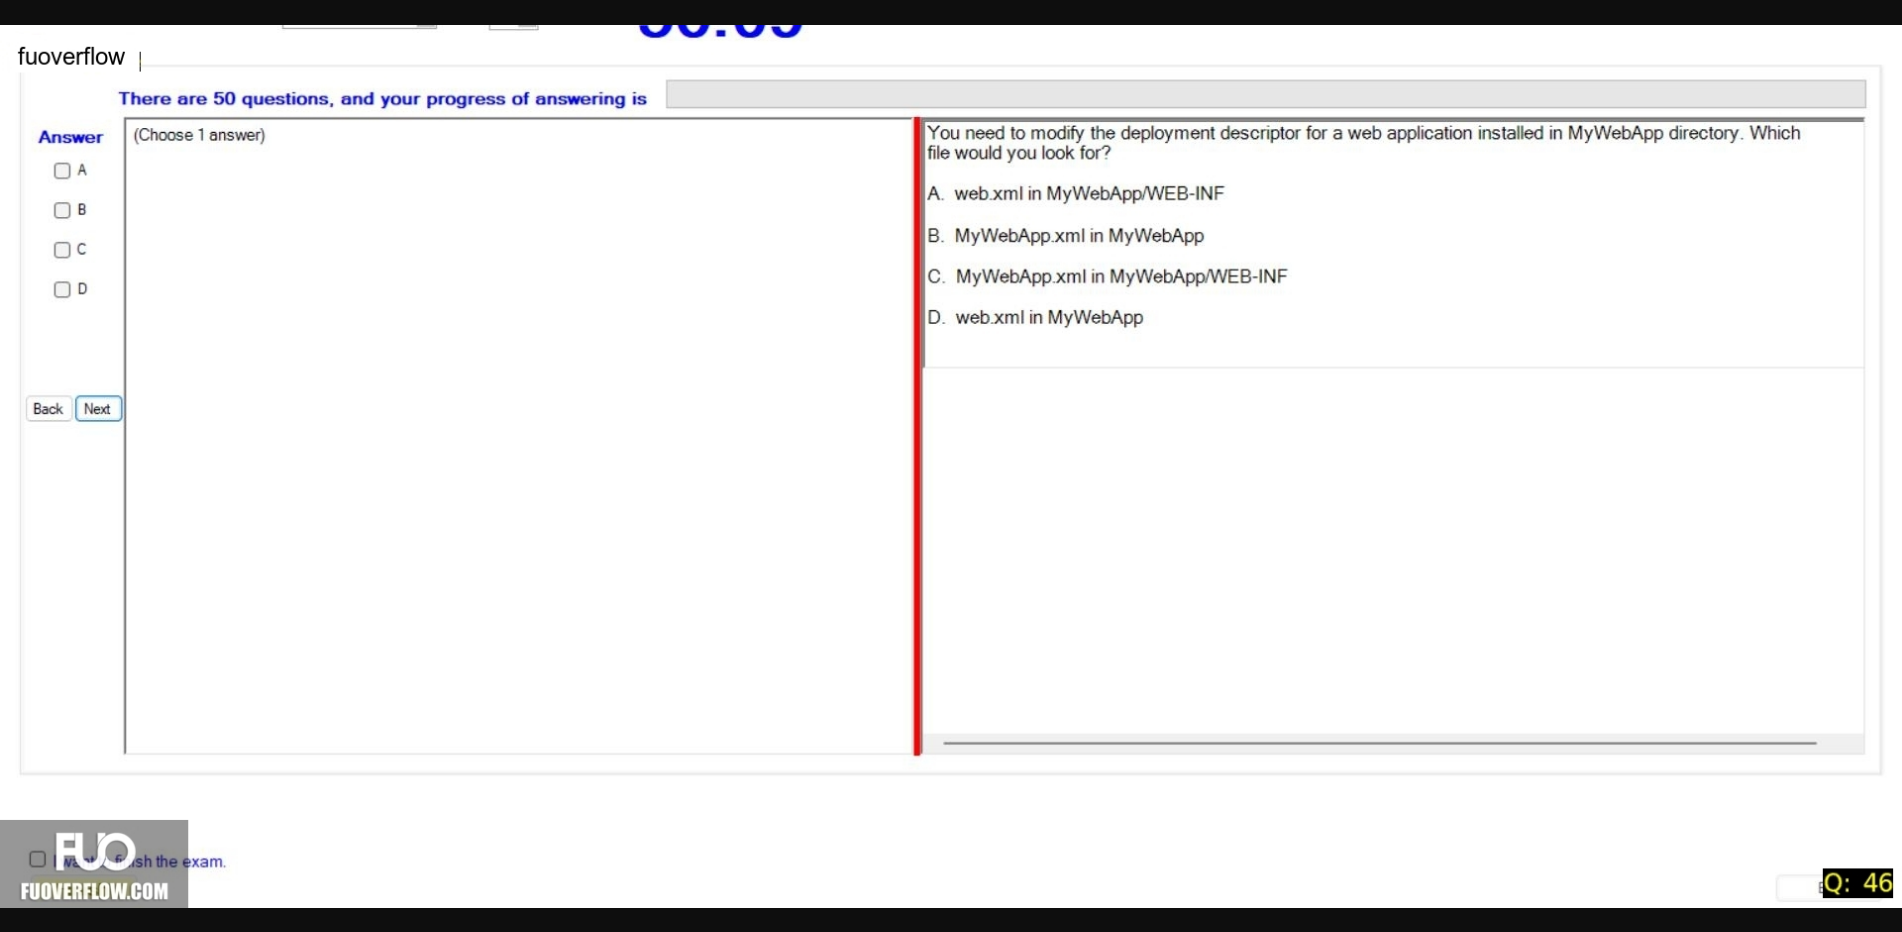 fuoverflow
There are 50 questions, and your progress of answering is
Answer
(Choose 1 answer)
A
B
C
D
Back Next
You need to modify the deployment descriptor for a web application installed in MyWebApp directory. Which
file would you look for?
A. web.xml in MyWebApp/WEB-INF
B. MyWebApp.xml in MyWebApp
C. MyWebApp.xml in MyWebApp/WEB-INF
D. web.xml in MyWebApp
FUO
the exam.
FUOVERFLOW.COM
Q: 46